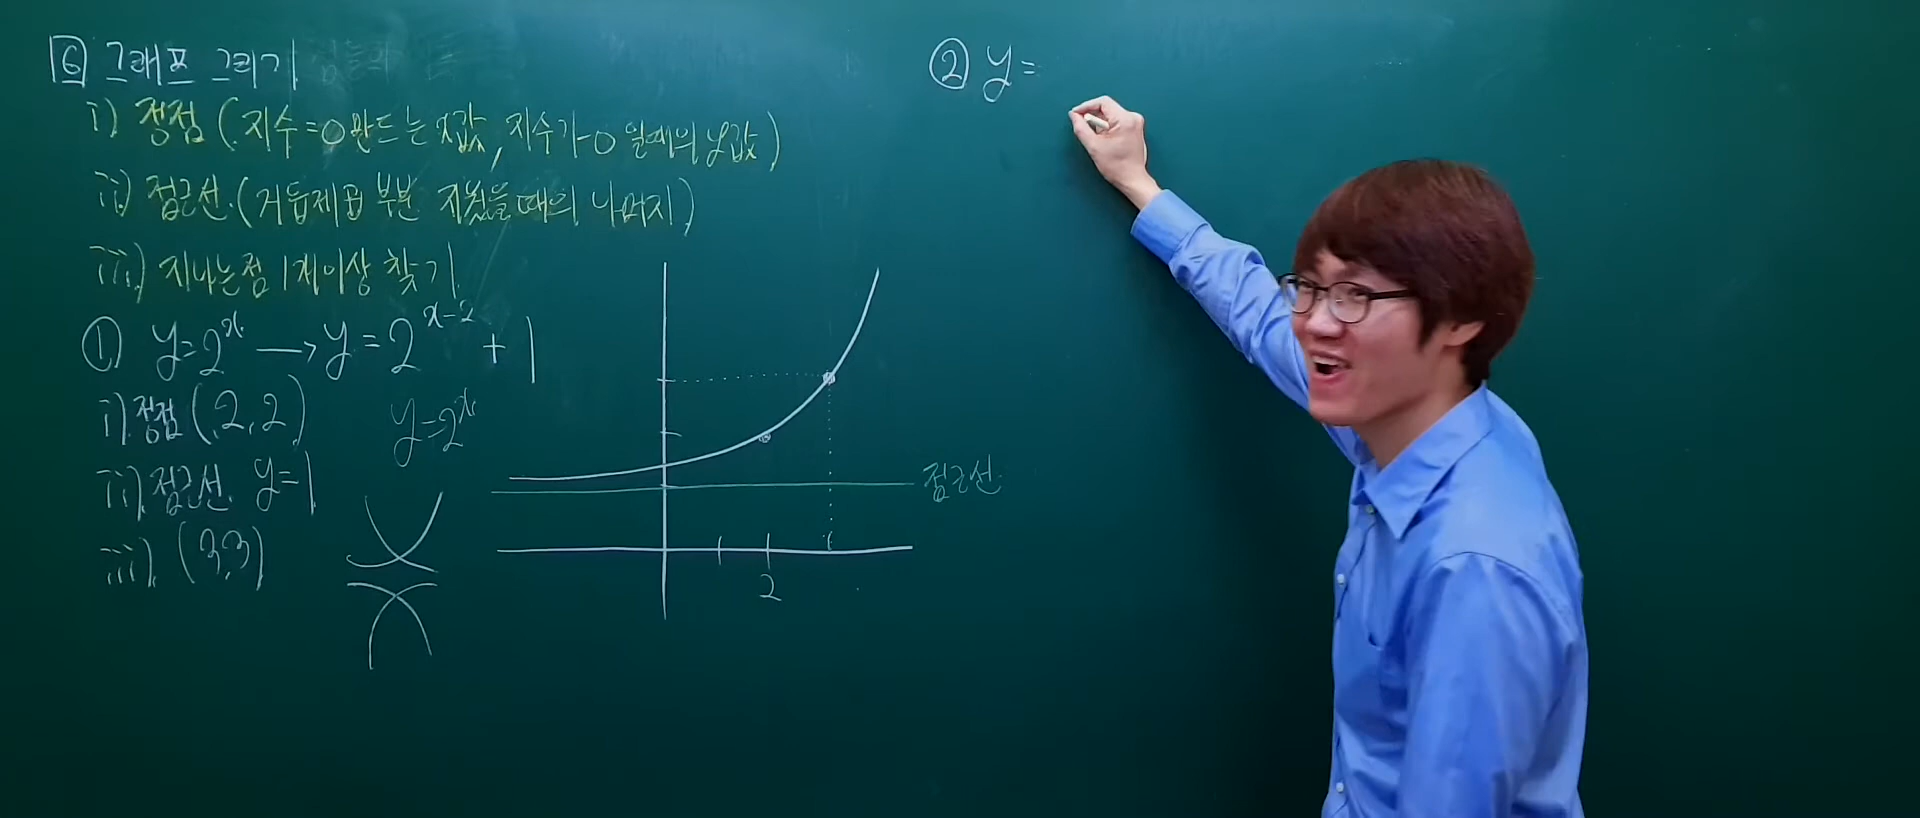 6 그래프 그리기
i) 정점 (지수=0 만드는 x값, 지수가 0 일때의 y값)
ii) 점근선 (거듭제곱 부분 지웠을때의 나머지)
iii) 지나는점 1개이상 찾기
① y=2^x → y=2^{x-2}+1
i) 정점 (2,2)
y=2^x
ii) 점근선 y=1
iii) (3,3)
점근선
2
② y=